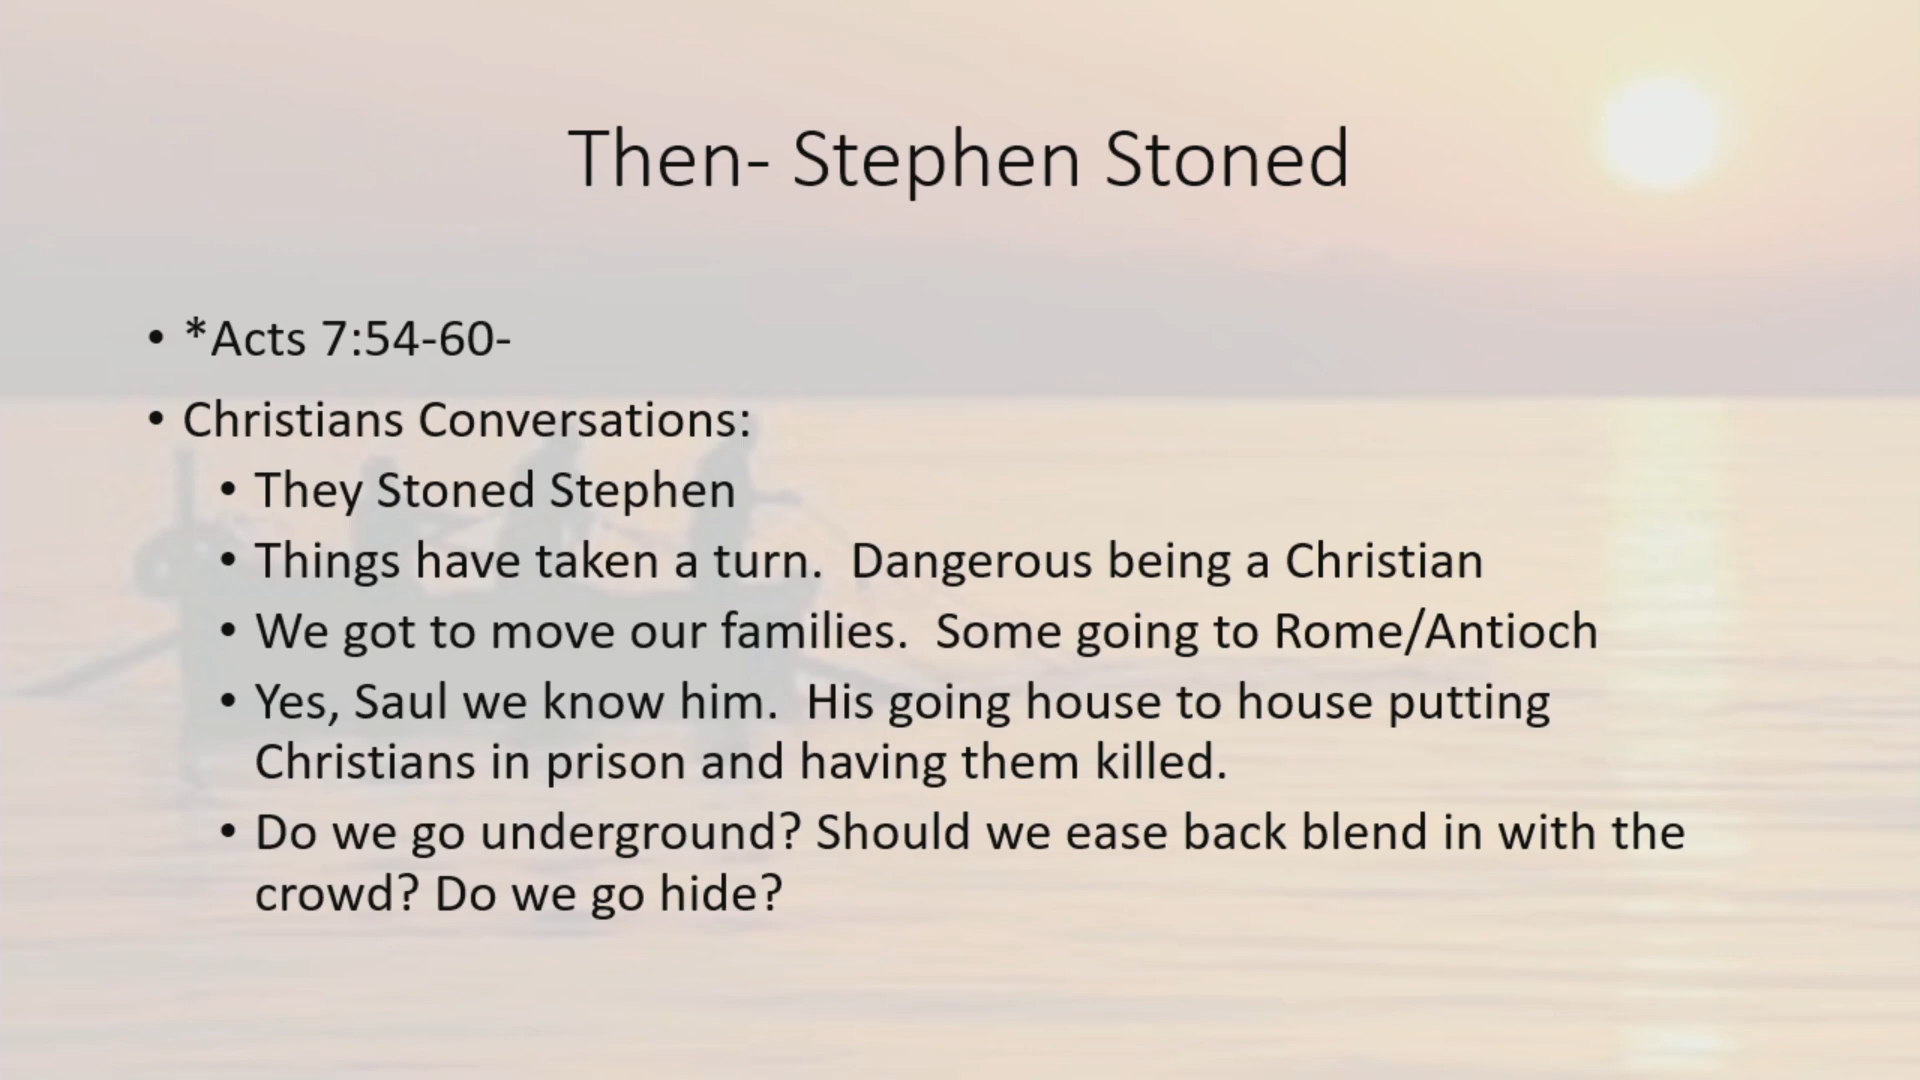 Then- Stephen Stoned
• *Acts 7:54-60-
• Christians Conversations:
• They Stoned Stephen
• Things have taken a turn.  Dangerous being a Christian
• We got to move our families.  Some going to Rome/Antioch
• Yes, Saul we know him.  His going house to house putting
Christians in prison and having them killed.
• Do we go underground? Should we ease back blend in with the
crowd? Do we go hide?